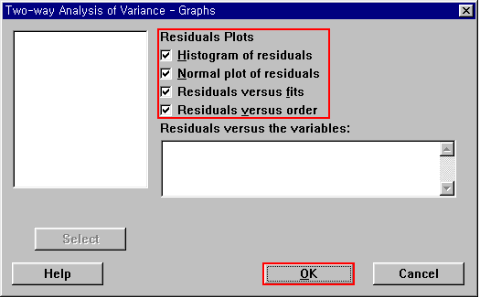 Two-way Analysis of Variance - Graphs
Residuals Plots
Histogram of residuals
Normal plot of residuals
Residuals versus fits
Residuals versus order
Residuals versus the variables:
Select
Help
OK
Cancel